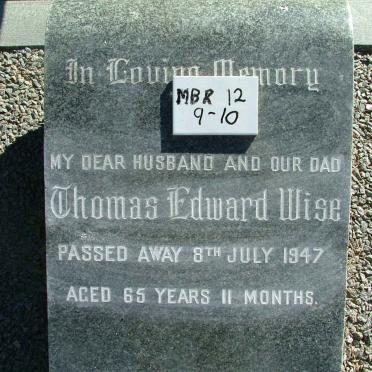 In Loving Memory
MBR 12
9-10
MY DEAR HUSBAND AND OUR DAD
Thomas Edward Wise
PASSED AWAY 8TH JULY 1947
AGED 65 YEARS 11 MONTHS.